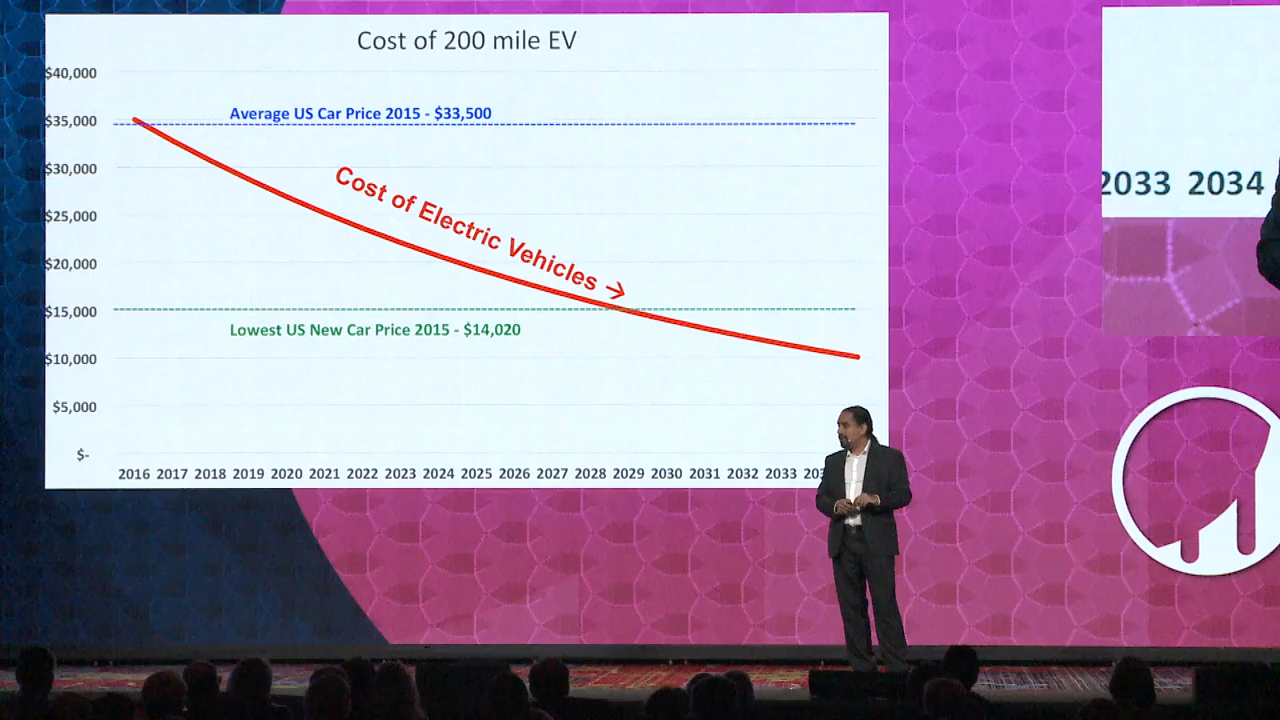 Cost of 200 mile EV
$40,000
Average US Car Price 2015 - $33,500
$35,000
Cost of Electric Vehicles →
$30,000
$25,000
$20,000
$15,000
Lowest US New Car Price 2015 - $14,020
$10,000
$5,000
$-
2016 2017 2018 2019 2020 2021 2022 2023 2024 2025 2026 2027 2028 2029 2030 2031 2032 2033
2033 2034